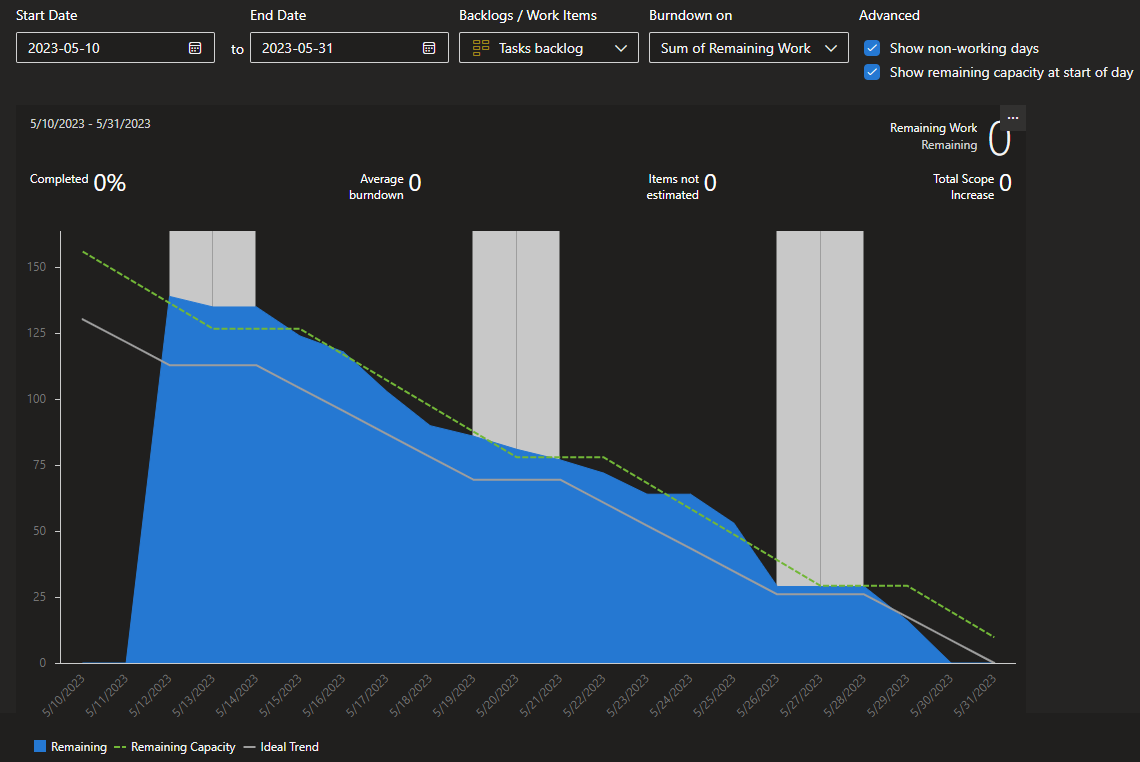 Start Date End Date Backlogs / Work Items Burndown on Advanced
2023-05-10 to 2023-05-31 Tasks backlog Sum of Remaining Work Show non-working days
Show remaining capacity at start of day
5/10/2023 - 5/31/2023
Remaining Work
Remaining 0
...
Completed 0%
Average
burndown 0
Items not
estimated 0
Total Scope
Increase 0
150
125
100
75
50
25
0
5/10/2023 5/11/2023 5/12/2023 5/13/2023 5/14/2023 5/15/2023 5/16/2023 5/17/2023 5/18/2023 5/19/2023 5/20/2023 5/21/2023 5/22/2023 5/23/2023 5/24/2023 5/25/2023 5/26/2023 5/27/2023 5/28/2023 5/29/2023 5/30/2023 5/31/2023
Remaining Remaining Capacity Ideal Trend